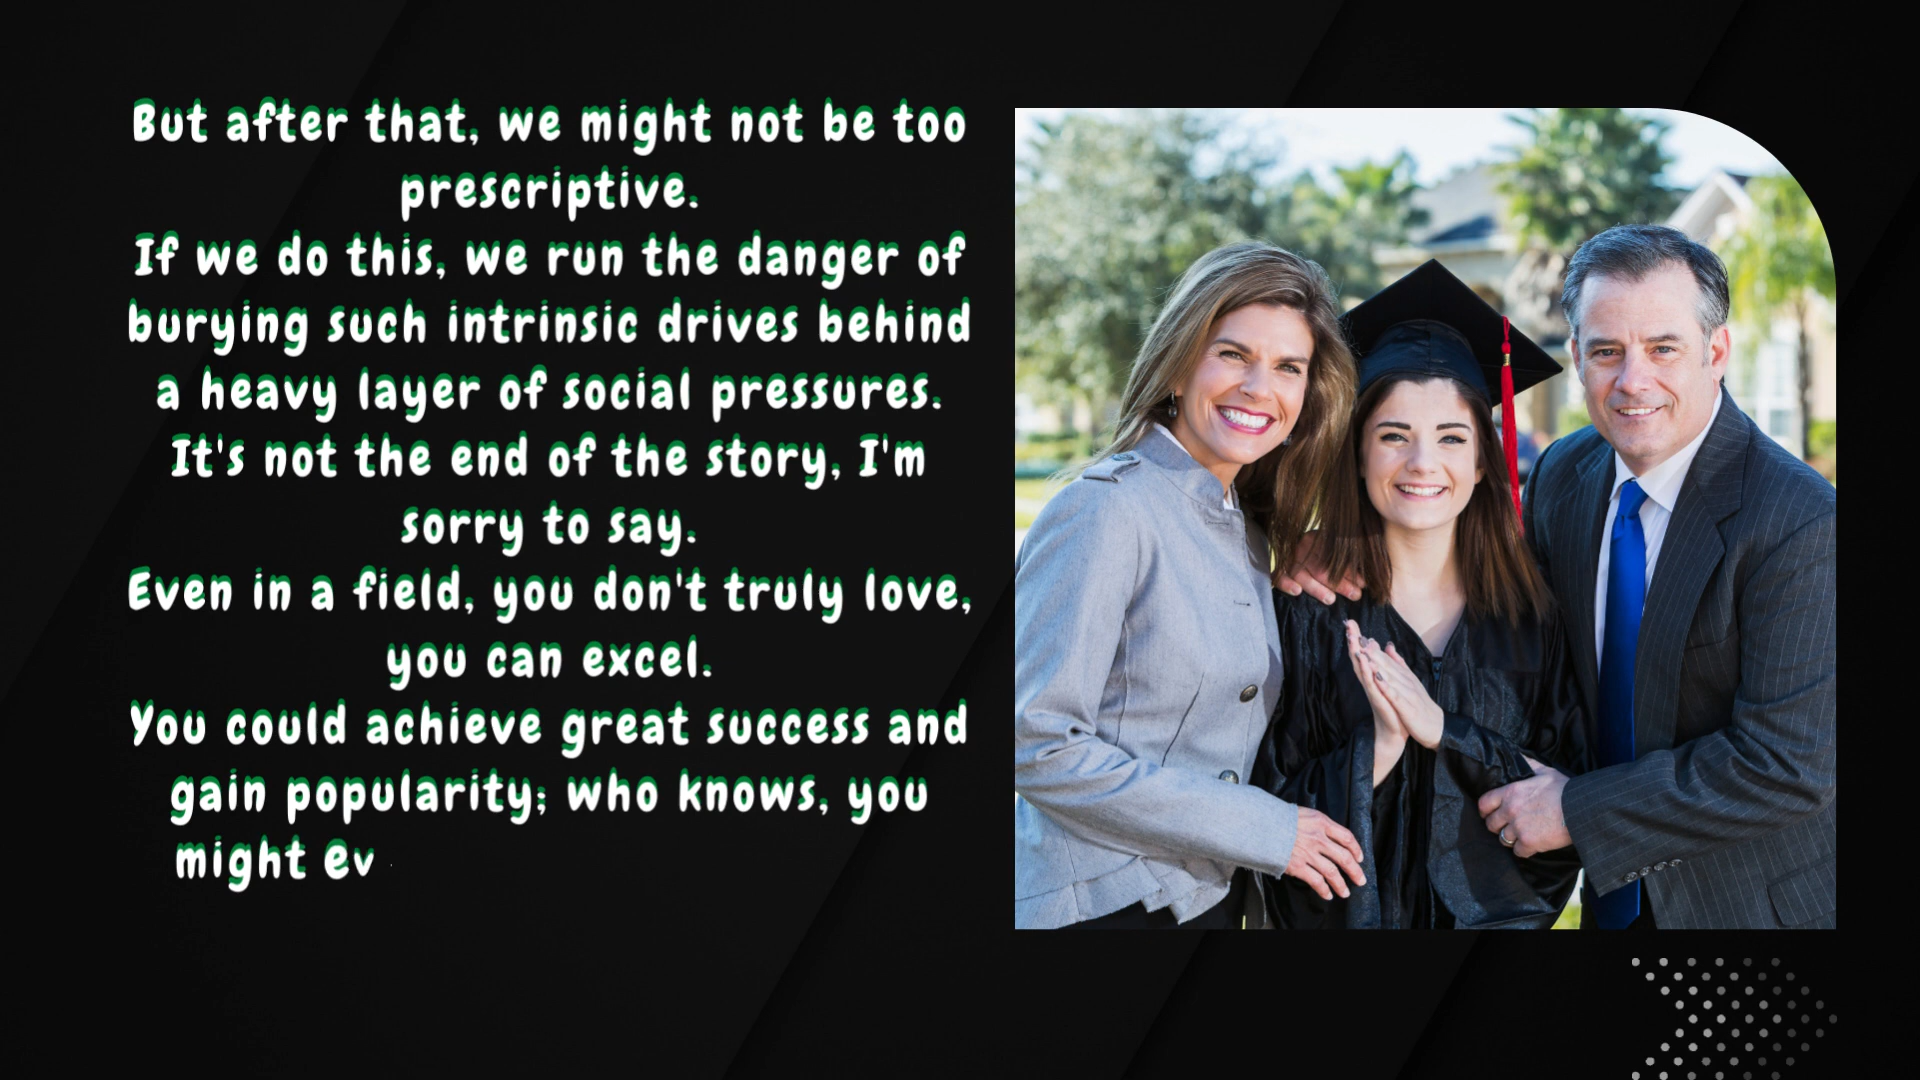 But after that, we might not be too
prescriptive.
If we do this, we run the danger of
burying such intrinsic drives behind
a heavy layer of social pressures.
It's not the end of the story, I'm
sorry to say.
Even in a field, you don't truly love,
you can excel.
You could achieve great success and
gain popularity; who knows, you
might ev